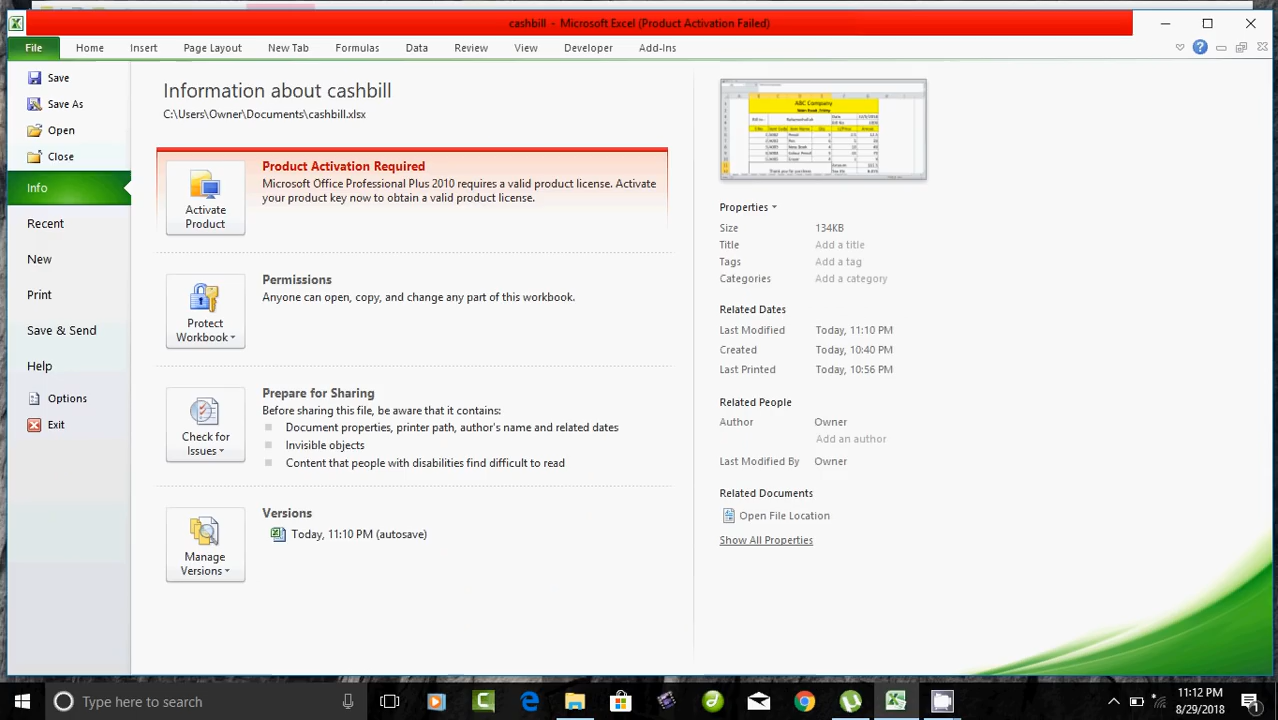 cashbill - Microsoft Excel (Product Activation Failed)
File Home Insert Page Layout New Tab Formulas Data Review View Developer Add-Ins
Save
Save As
Open
Close
Info
Recent
New
Print
Save & Send
Help
Options
Exit
Information about cashbill
C:\Users\Owner\Documents\cashbill.xlsx
Activate
Product
Product Activation Required
Microsoft Office Professional Plus 2010 requires a valid product license. Activate
your product key now to obtain a valid product license.
Protect
Workbook
Permissions
Anyone can open, copy, and change any part of this workbook.
Check for
Issues
Prepare for Sharing
Before sharing this file, be aware that it contains:
Document properties, printer path, author's name and related dates
Invisible objects
Content that people with disabilities find difficult to read
Manage
Versions
Versions
Today, 11:10 PM (autosave)
ABC Company
Properties
Size 134KB
Title Add a title
Tags Add a tag
Categories Add a category
Related Dates
Last Modified Today, 11:10 PM
Created Today, 10:40 PM
Last Printed Today, 10:56 PM
Related People
Author Owner
Add an author
Last Modified By Owner
Related Documents
Open File Location
Show All Properties
Type here to search
11:12 PM
8/29/2018